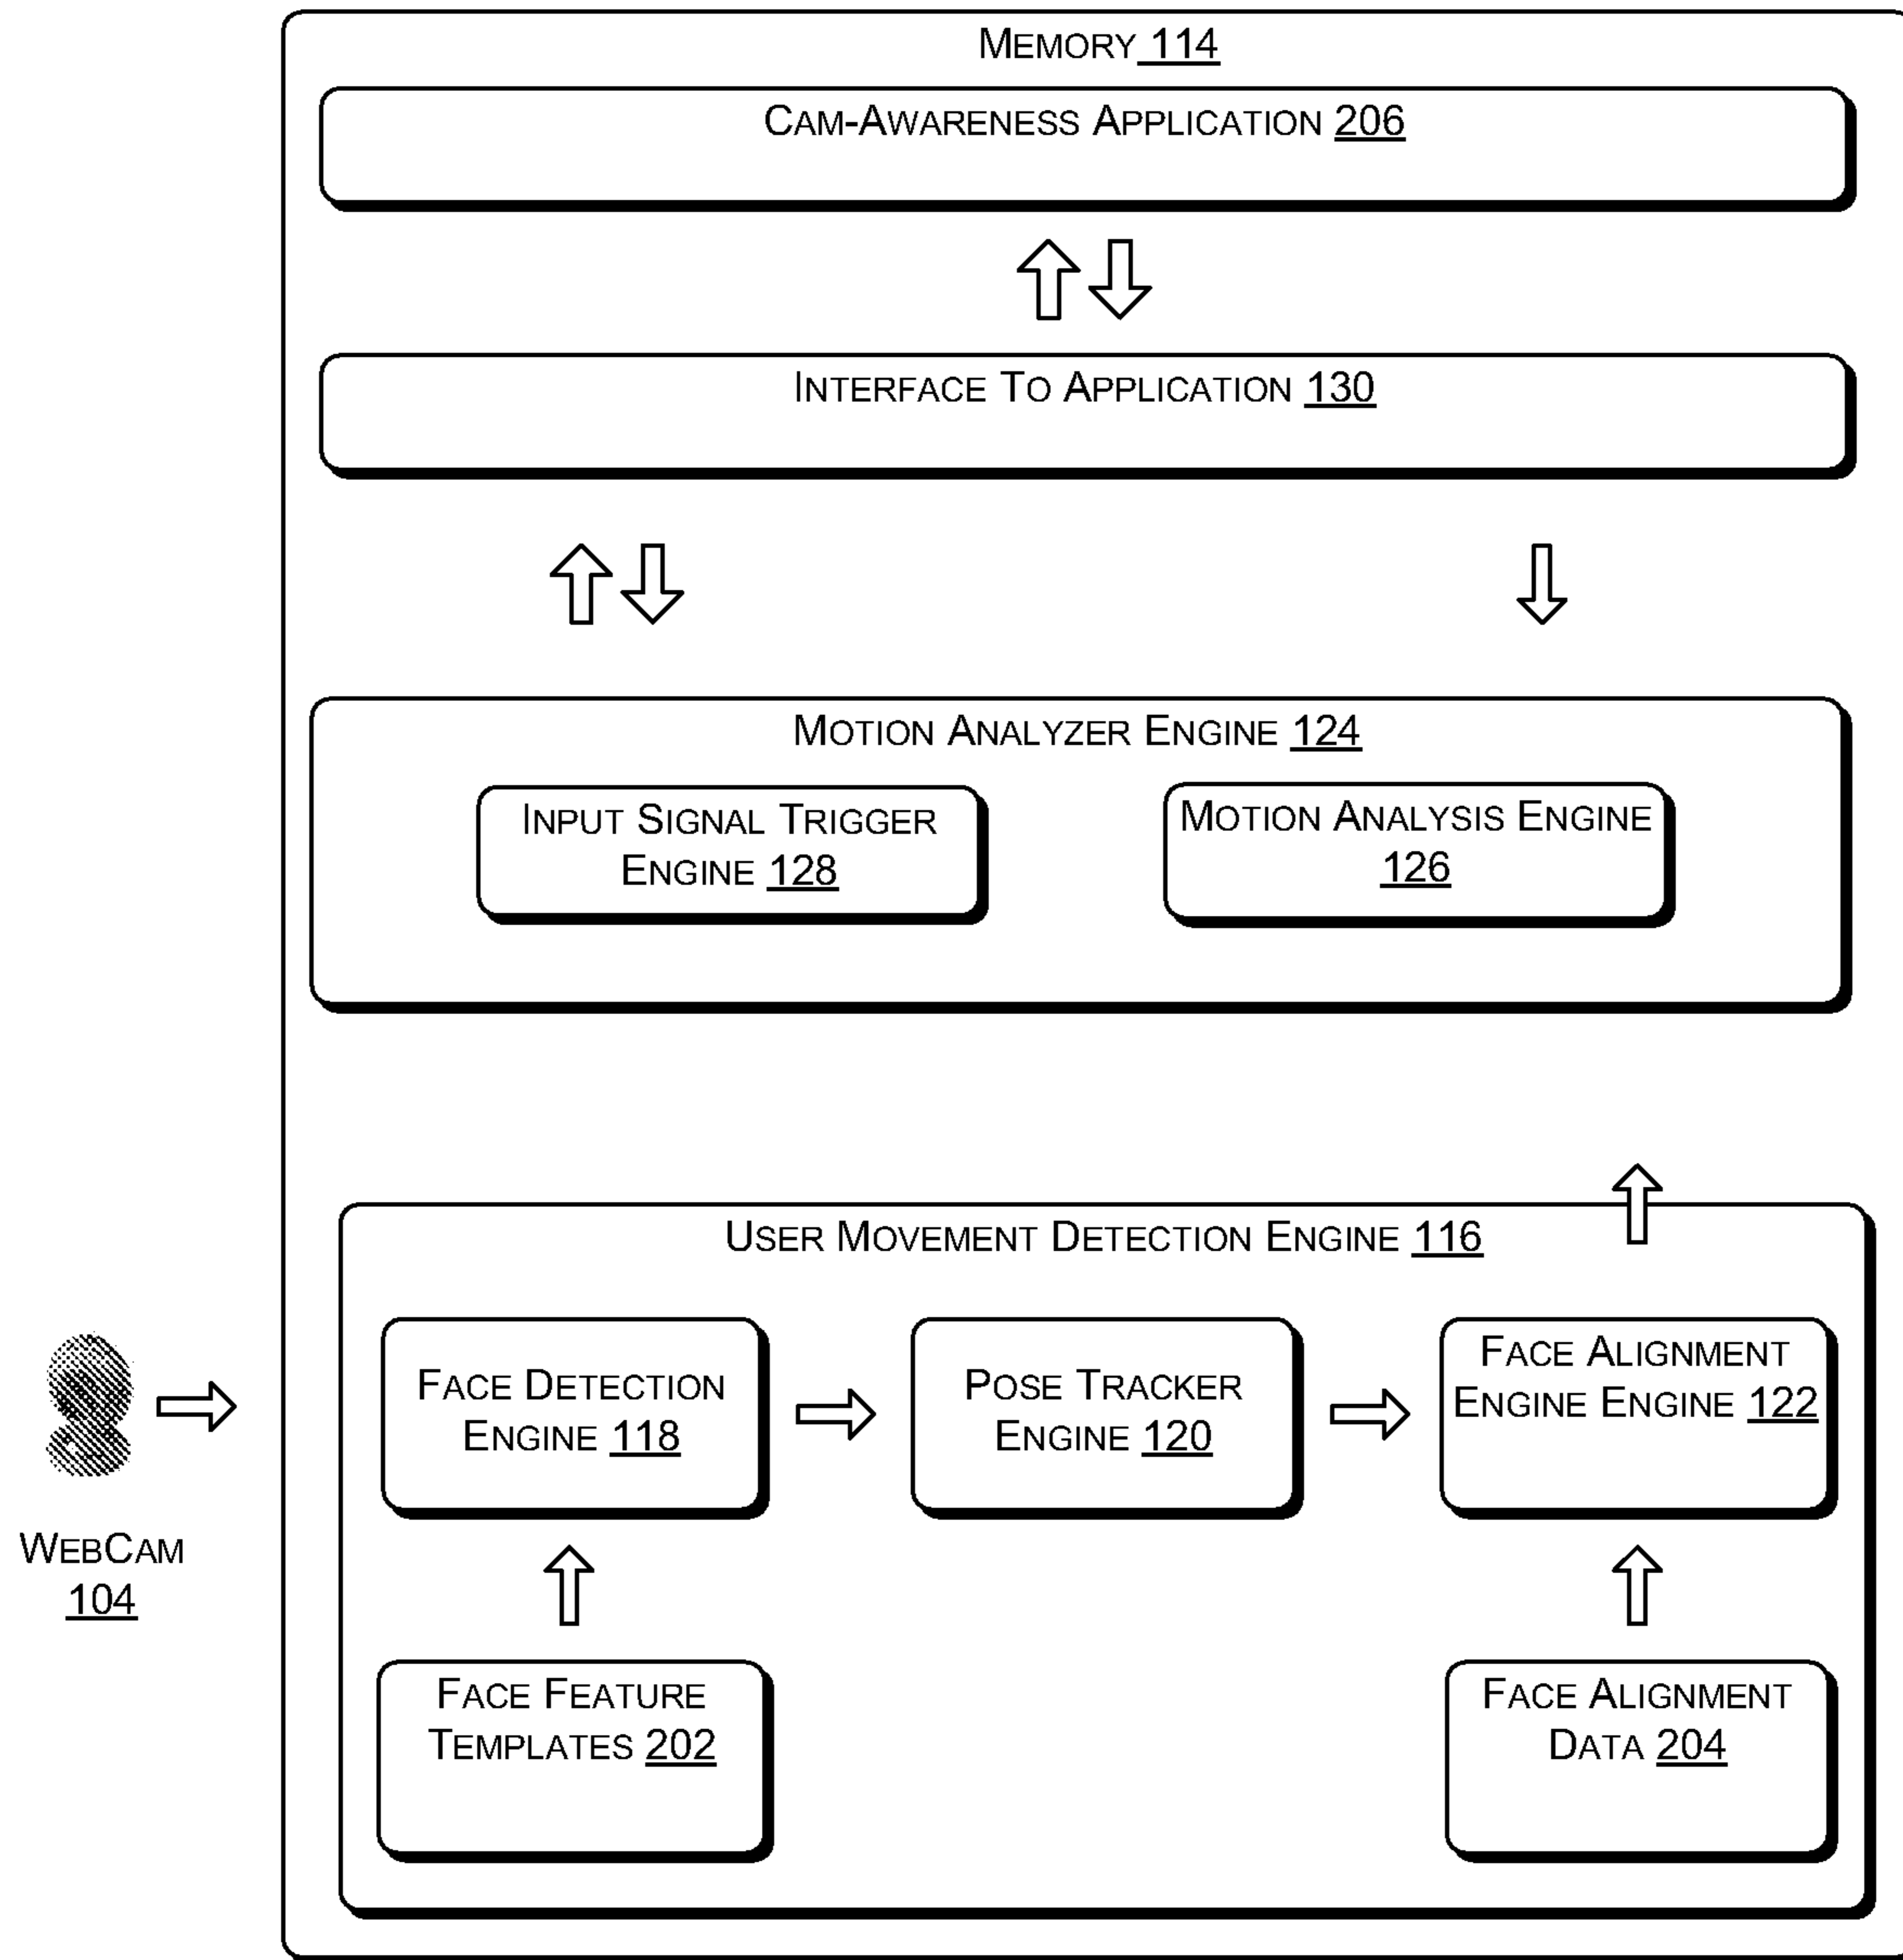 MEMORY 114
CAM-AWARENESS APPLICATION 206
INTERFACE TO APPLICATION 130
MOTION ANALYZER ENGINE 124
INPUT SIGNAL TRIGGER
ENGINE 128
MOTION ANALYSIS ENGINE
126
USER MOVEMENT DETECTION ENGINE 116
FACE DETECTION
ENGINE 118
POSE TRACKER
ENGINE 120
FACE ALIGNMENT
ENGINE ENGINE 122
WEBCAM
104
FACE FEATURE
TEMPLATES 202
FACE ALIGNMENT
DATA 204